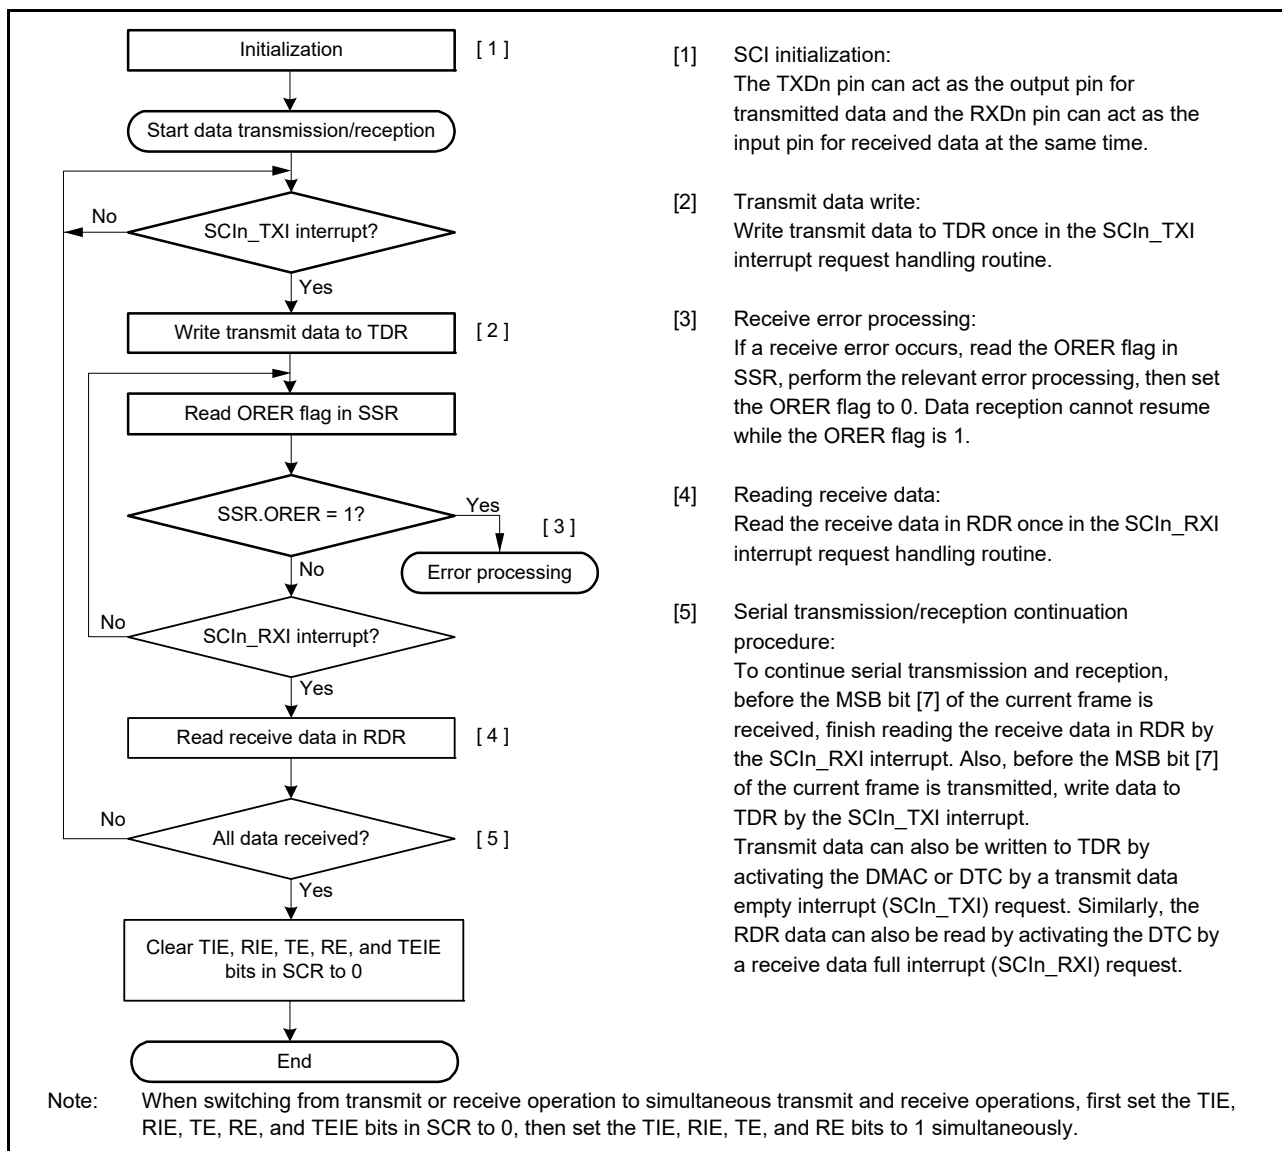 Initialization
[ 1 ]
Start data transmission/reception
No
SCIn_TXI interrupt?
Yes
Write transmit data to TDR
[ 2 ]
Read ORER flag in SSR
SSR.ORER = 1?
Yes
[ 3 ]
No
Error processing
No
SCIn_RXI interrupt?
Yes
Read receive data in RDR
[ 4 ]
No
All data received?
[ 5 ]
Yes
Clear TIE, RIE, TE, RE, and TEIE
bits in SCR to 0
End
[1] SCI initialization:
The TXDn pin can act as the output pin for
transmitted data and the RXDn pin can act as the
input pin for received data at the same time.
[2] Transmit data write:
Write transmit data to TDR once in the SCIn_TXI
interrupt request handling routine.
[3] Receive error processing:
If a receive error occurs, read the ORER flag in
SSR, perform the relevant error processing, then set
the ORER flag to 0. Data reception cannot resume
while the ORER flag is 1.
[4] Reading receive data:
Read the receive data in RDR once in the SCIn_RXI
interrupt request handling routine.
[5] Serial transmission/reception continuation
procedure:
To continue serial transmission and reception,
before the MSB bit [7] of the current frame is
received, finish reading the receive data in RDR by
the SCIn_RXI interrupt. Also, before the MSB bit [7]
of the current frame is transmitted, write data to
TDR by the SCIn_TXI interrupt.
Transmit data can also be written to TDR by
activating the DMAC or DTC by a transmit data
empty interrupt (SCIn_TXI) request. Similarly, the
RDR data can also be read by activating the DTC by
a receive data full interrupt (SCIn_RXI) request.
Note: When switching from transmit or receive operation to simultaneous transmit and receive operations, first set the TIE,
RIE, TE, RE, and TEIE bits in SCR to 0, then set the TIE, RIE, TE, and RE bits to 1 simultaneously.